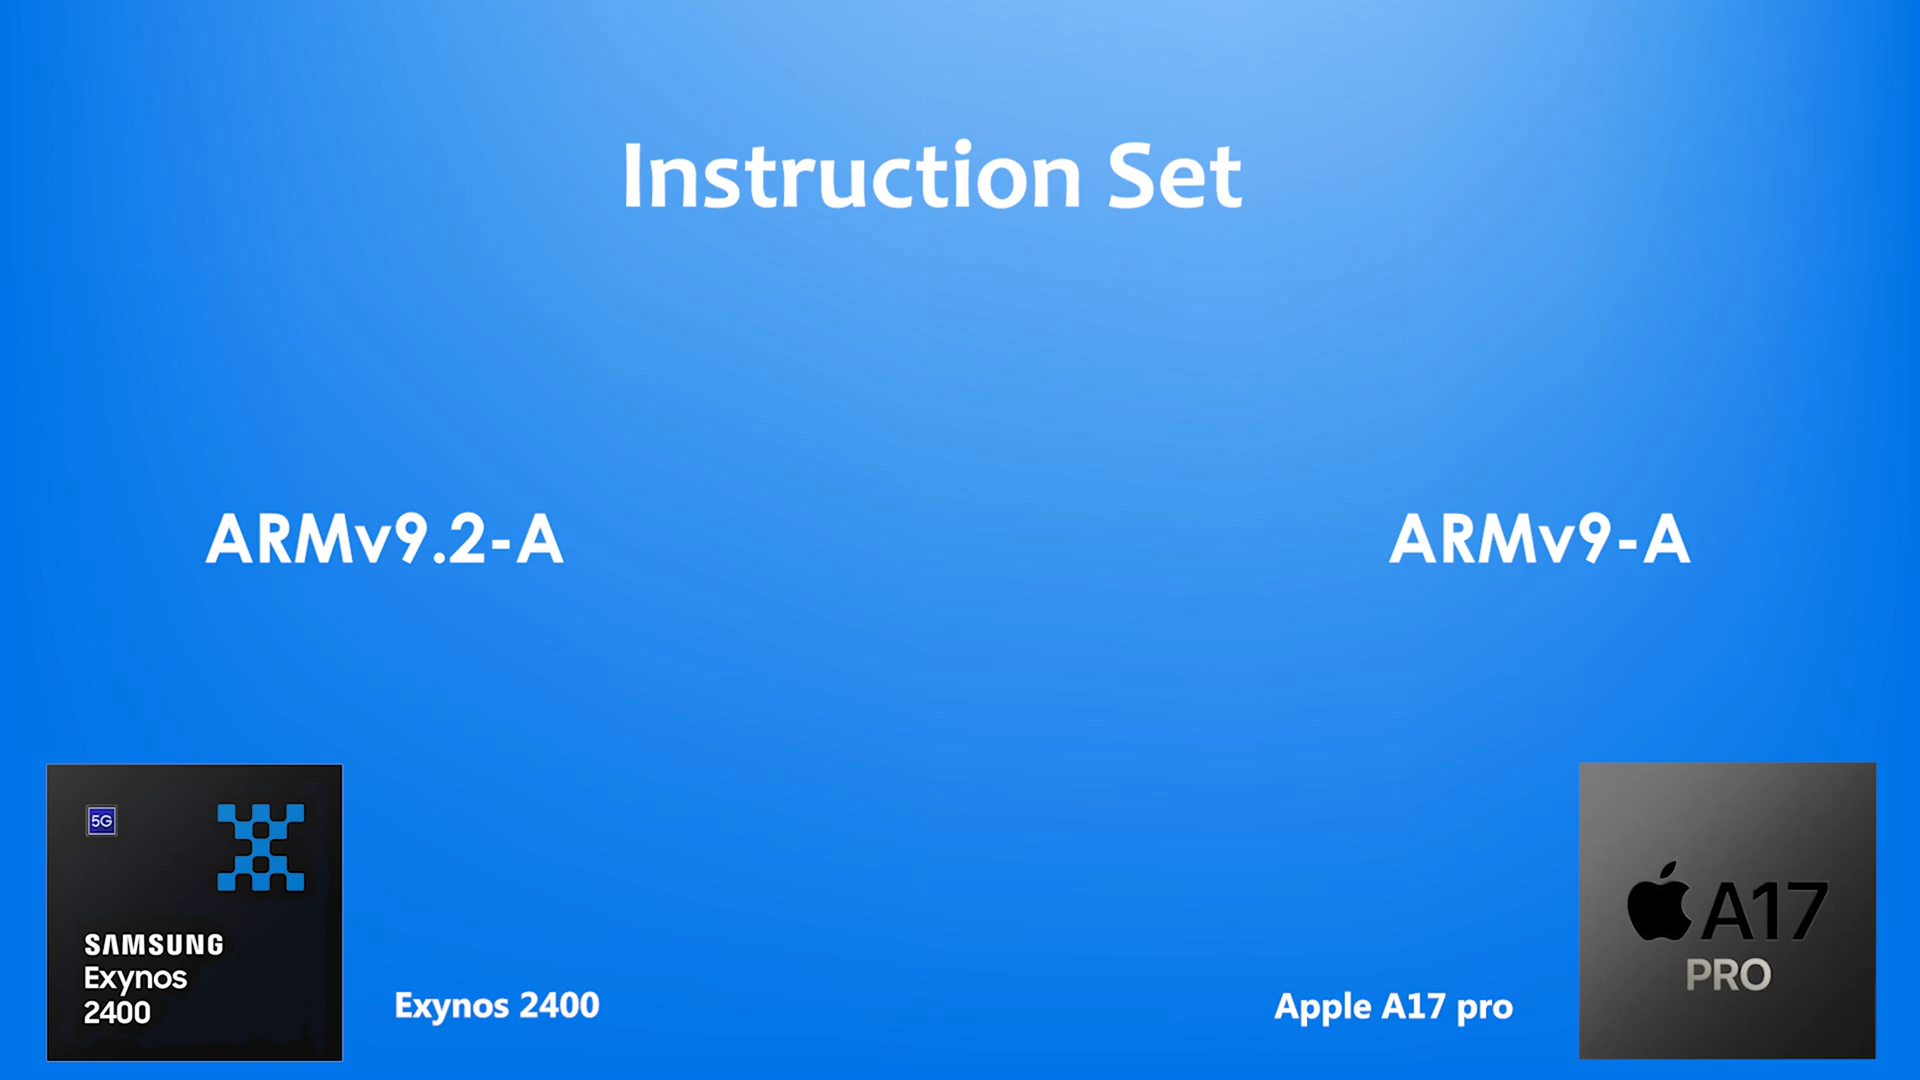 Instruction Set
ARMv9.2-A
ARMv9-A
5G
SAMSUNG
Exynos
2400
Exynos 2400
Apple A17 pro
A17
PRO